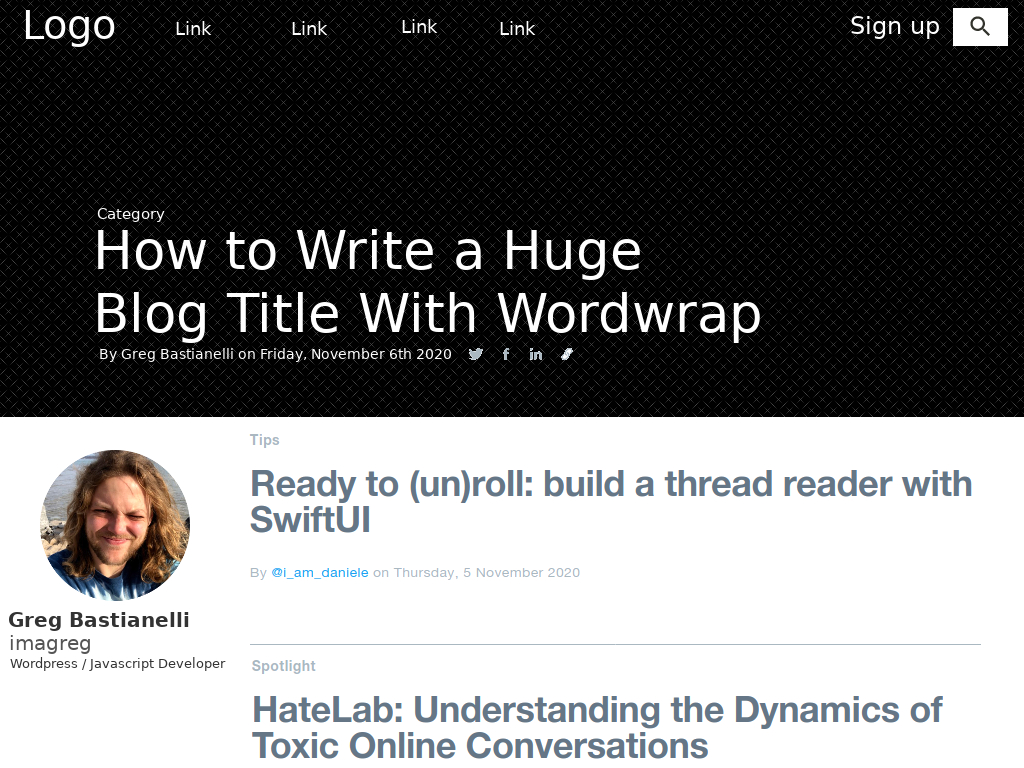 Logo Link Link Link Link Sign up
Category
How to Write a Huge
Blog Title With Wordwrap
By Greg Bastianelli on Friday, November 6th 2020
Tips
Ready to (un)roll: build a thread reader with
SwiftUI
By @i_am_daniele on Thursday, 5 November 2020
Greg Bastianelli
imagreg
Wordpress / Javascript Developer
Spotlight
HateLab: Understanding the Dynamics of
Toxic Online Conversations